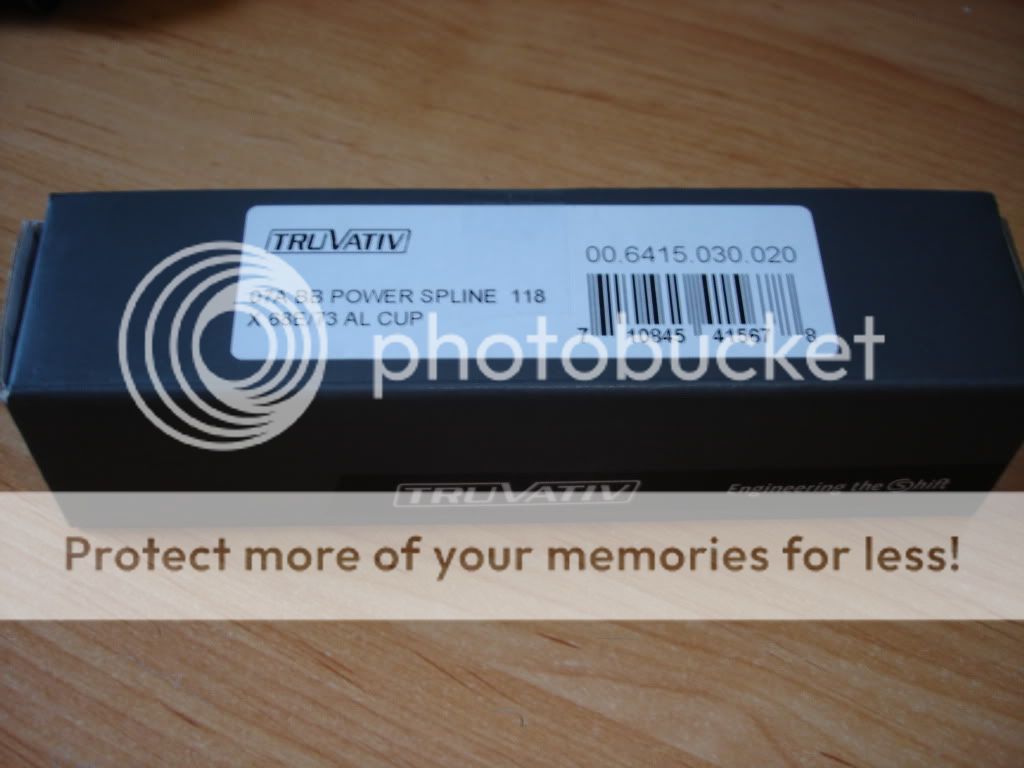 TRUVATIV
00.6415.030.020
07A BB POWER SPLINE 118
X 68E/73 AL CUP
7 10845 41567 8
photobucket
TRUVATIV
Engineering the Shift
Protect more of your memories for less!